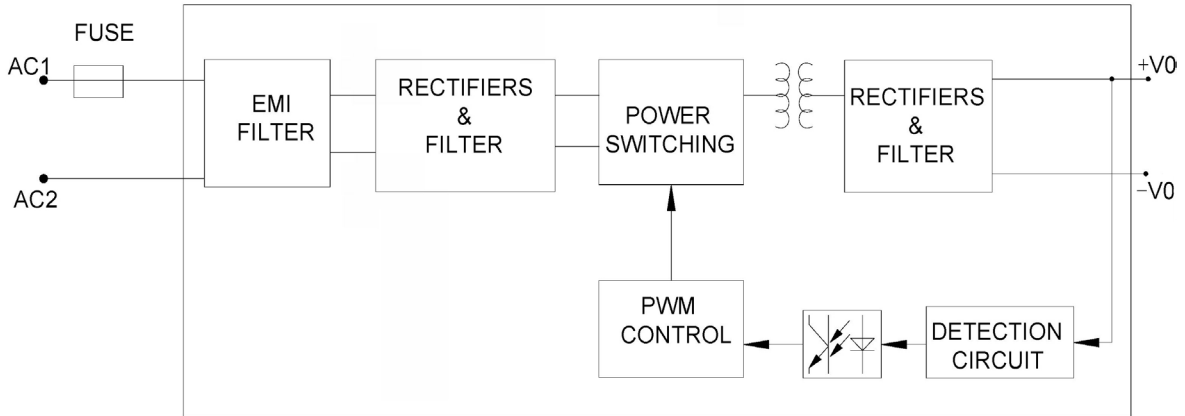 FUSE
AC1
AC2
EMI
FILTER
RECTIFIERS
&
FILTER
POWER
SWITCHING
RECTIFIERS
&
FILTER
+V0
−V0
PWM
CONTROL
DETECTION
CIRCUIT